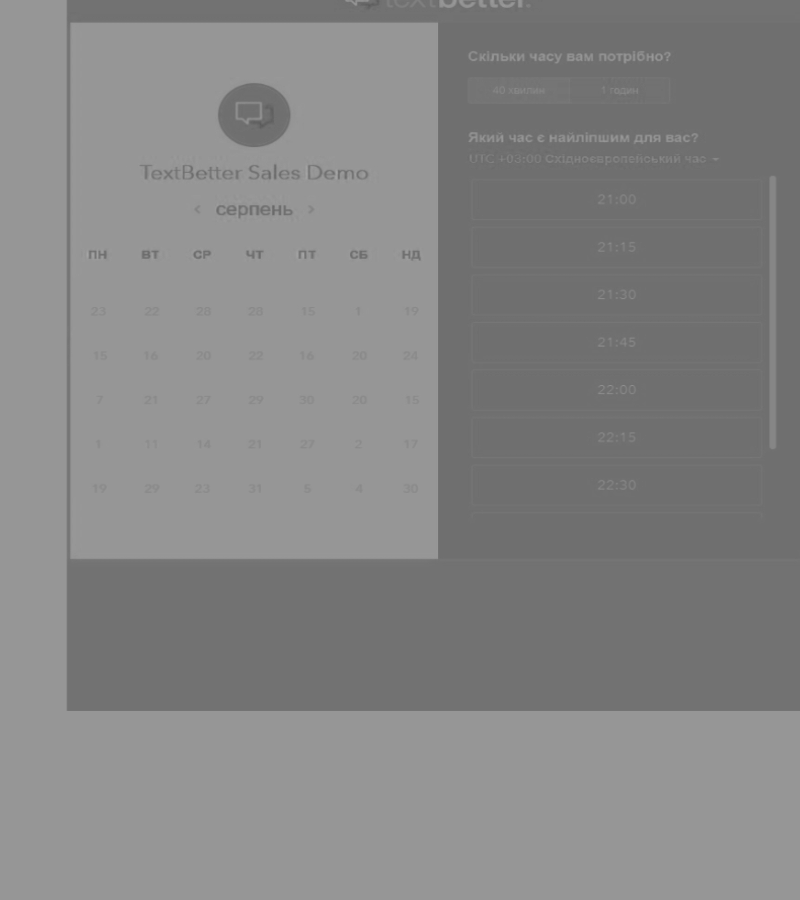 textbetter.
TextBetter Sales Demo
< серпень >
ПН ВТ СР ЧТ ПТ СБ НД
23 22 28 28 15 1 19
15 16 20 22 16 20 24
7 21 27 29 30 20 15
1 11 14 21 27 2 17
19 29 23 31 5 4 30
Скільки часу вам потрібно?
40 хвилин 1 годин
Який час є найліпшим для вас?
UTC +03:00 Східноєвропейський час
21:00
21:15
21:30
21:45
22:00
22:15
22:30